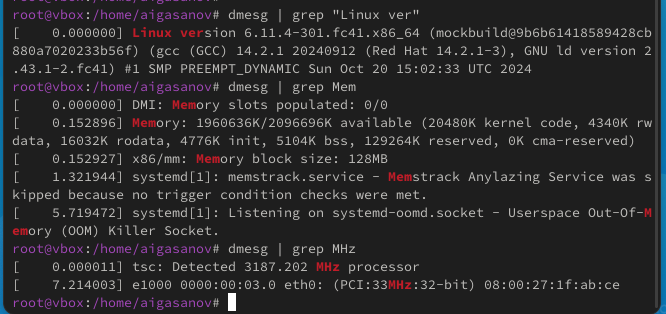 root@vbox:/home/aigasanov# dmesg | grep "Linux ver"
[    0.000000] Linux version 6.11.4-301.fc41.x86_64 (mockbuild@9b6b61418589428cb
880a7020233b56f) (gcc (GCC) 14.2.1 20240912 (Red Hat 14.2.1-3), GNU ld version 2
.43.1-2.fc41) #1 SMP PREEMPT_DYNAMIC Sun Oct 20 15:02:33 UTC 2024
root@vbox:/home/aigasanov# dmesg | grep Mem
[    0.000000] DMI: Memory slots populated: 0/0
[    0.152896] Memory: 1960636K/2096696K available (20480K kernel code, 4340K rw
data, 16032K rodata, 4776K init, 5104K bss, 129264K reserved, 0K cma-reserved)
[    0.152927] x86/mm: Memory block size: 128MB
[    1.321944] systemd[1]: memstrack.service - Memstrack Anylazing Service was s
kipped because no trigger condition checks were met.
[    5.719472] systemd[1]: Listening on systemd-oomd.socket - Userspace Out-Of-M
emory (OOM) Killer Socket.
root@vbox:/home/aigasanov# dmesg | grep MHz
[    0.000011] tsc: Detected 3187.202 MHz processor
[    7.214003] e1000 0000:00:03.0 eth0: (PCI:33MHz:32-bit) 08:00:27:1f:ab:ce
root@vbox:/home/aigasanov#